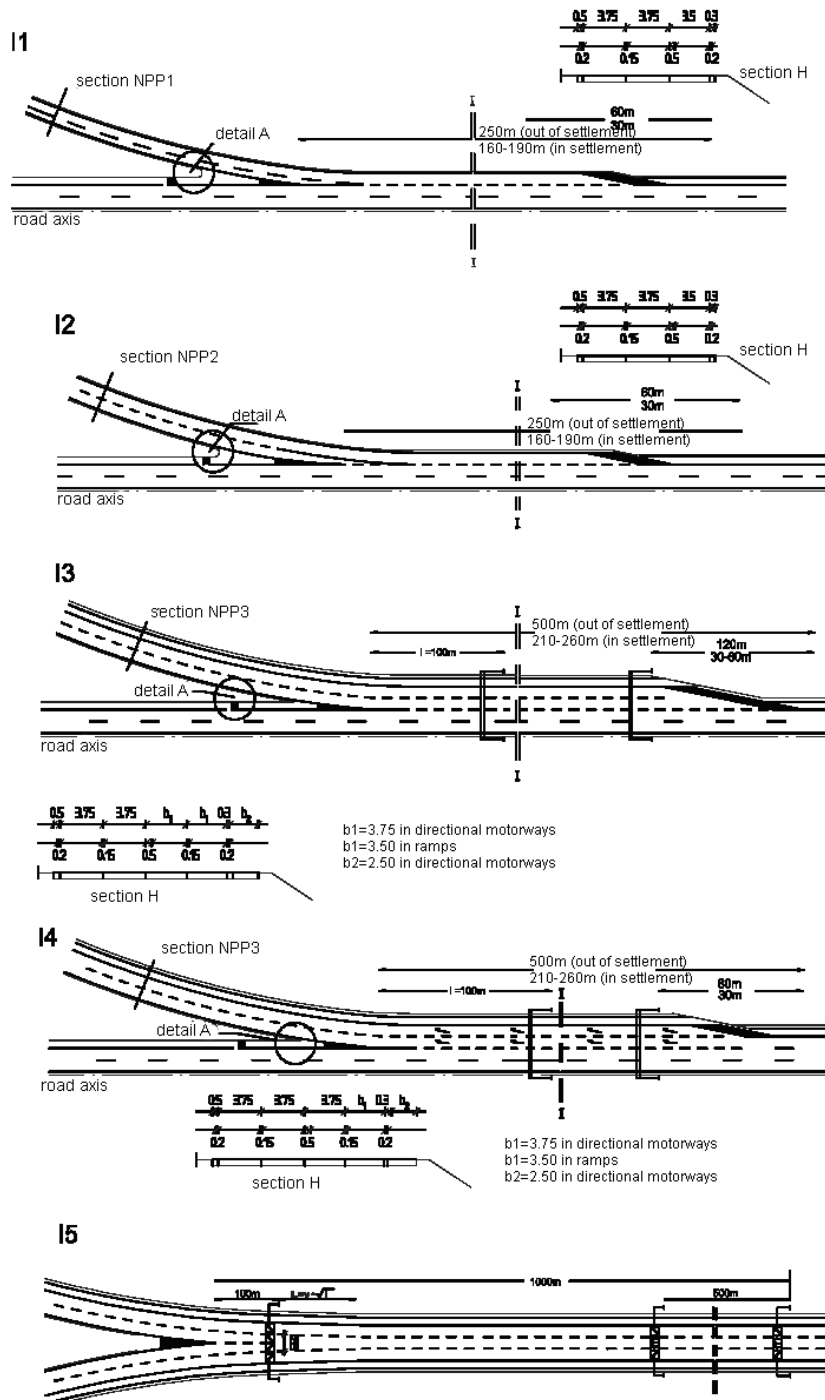 I1
0.5 3.75 3.75 3.5 0.3
0.2 0.15 0.5 0.2
section H
section NPP1
detail A
60m
30m
250m (out of settlement)
160-190m (in settlement)
road axis
I
I
I2
0.5 3.75 3.75 3.5 0.3
0.2 0.15 0.5 0.2
section H
section NPP2
detail A
60m
30m
250m (out of settlement)
160-190m (in settlement)
road axis
I
I
I3
section NPP3
500m (out of settlement)
210-260m (in settlement)
l=100m
120m
30-60m
detail A
road axis
I
I
0.5 3.75 3.75 b1 b1 0.3 b2
0.2 0.15 0.5 0.15 0.2
section H
b1=3.75 in directional motorways
b1=3.50 in ramps
b2=2.50 in directional motorways
I4
section NPP3
500m (out of settlement)
210-260m (in settlement)
l=100m
60m
30m
detail A
road axis
I
I
0.5 3.75 3.75 3.75 b1 0.3 b2
0.2 0.15 0.5 0.15 0.2
section H
b1=3.75 in directional motorways
b1=3.50 in ramps
b2=2.50 in directional motorways
I5
1000m
100m
500m